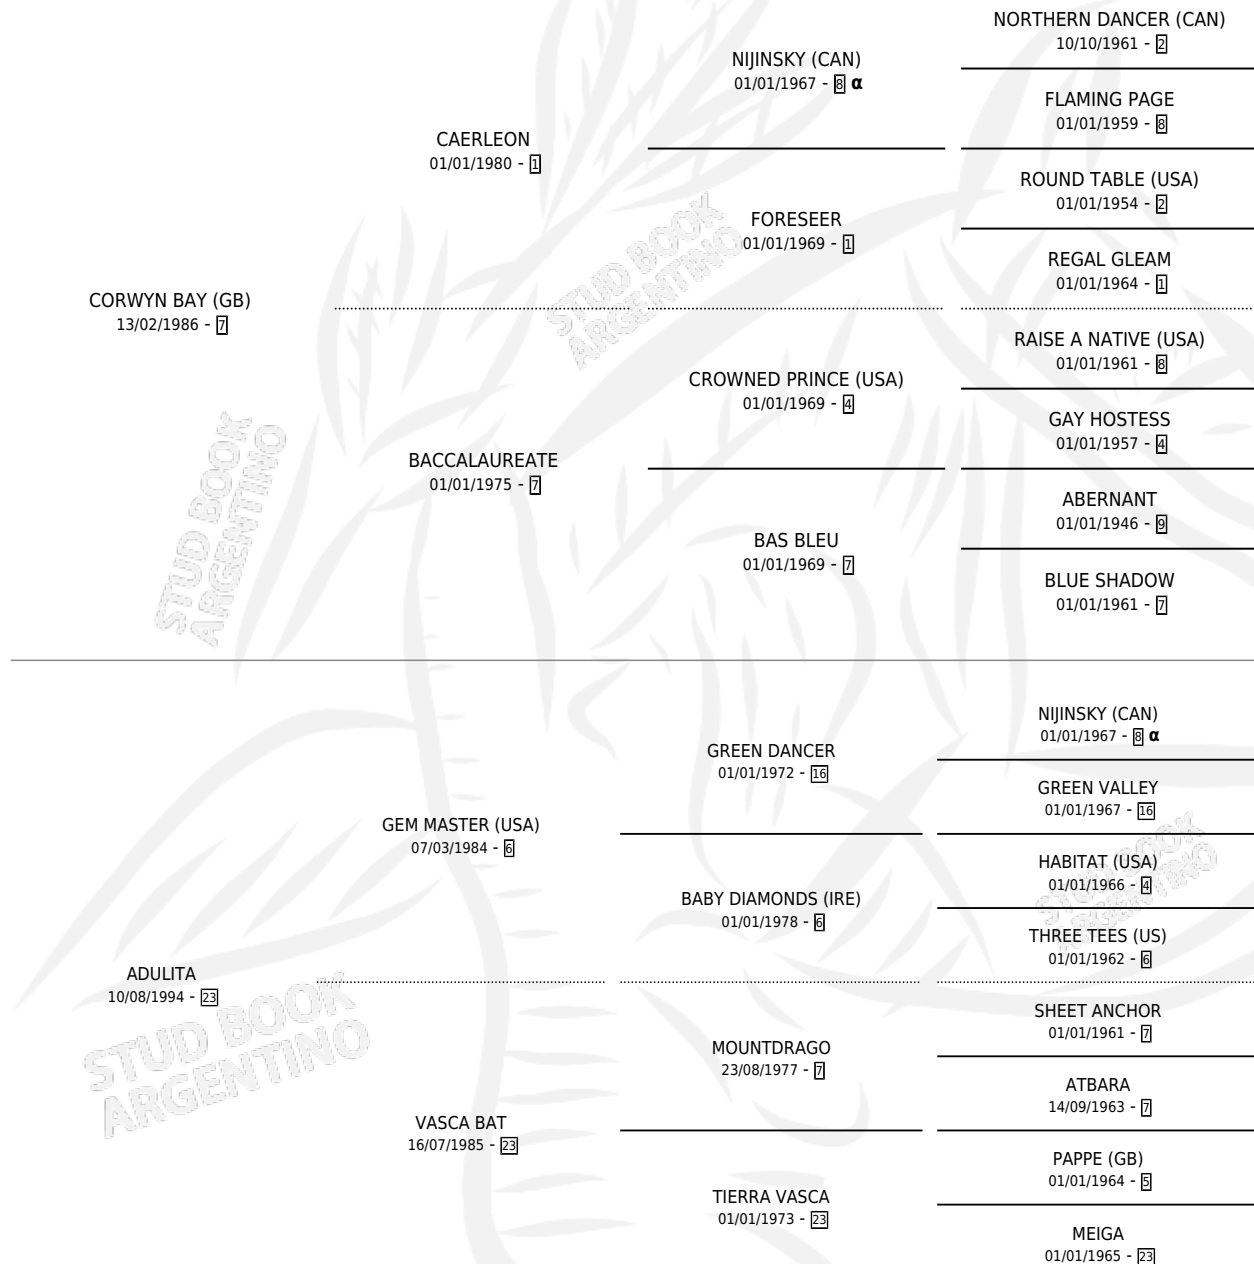 NORTHERN DANCER (CAN)
10/10/1961 - 2
NIJINSKY (CAN)
01/01/1967 - 8 α
FLAMING PAGE
01/01/1959 - 8
CAERLEON
01/01/1980 - 1
ROUND TABLE (USA)
01/01/1954 - 2
FORESEER
01/01/1969 - 1
REGAL GLEAM
01/01/1964 - 1
CORWYN BAY (GB)
13/02/1986 - 7
STUD BOOK
ARGENTINO
RAISE A NATIVE (USA)
01/01/1961 - 8
CROWNED PRINCE (USA)
01/01/1969 - 4
GAY HOSTESS
01/01/1957 - 4
BACCALAUREATE
01/01/1975 - 7
ABERNANT
01/01/1946 - 9
BAS BLEU
01/01/1969 - 7
BLUE SHADOW
01/01/1961 - 7
STUD BOOK
ARGENTINO
NIJINSKY (CAN)
01/01/1967 - 8 α
GREEN DANCER
01/01/1972 - 16
GREEN VALLEY
01/01/1967 - 16
GEM MASTER (USA)
07/03/1984 - 6
HABITAT (USA)
01/01/1966 - 4
STUD BOOK
ARGENTINO
BABY DIAMONDS (IRE)
01/01/1978 - 6
THREE TEES (US)
01/01/1962 - 6
ADULITA
10/08/1994 - 23
STUD BOOK
ARGENTINO
SHEET ANCHOR
01/01/1961 - 7
MOUNTDRAGO
23/08/1977 - 7
ATBARA
14/09/1963 - 7
VASCA BAT
16/07/1985 - 23
PAPPE (GB)
01/01/1964 - 5
TIERRA VASCA
01/01/1973 - 23
MEIGA
01/01/1965 - 23